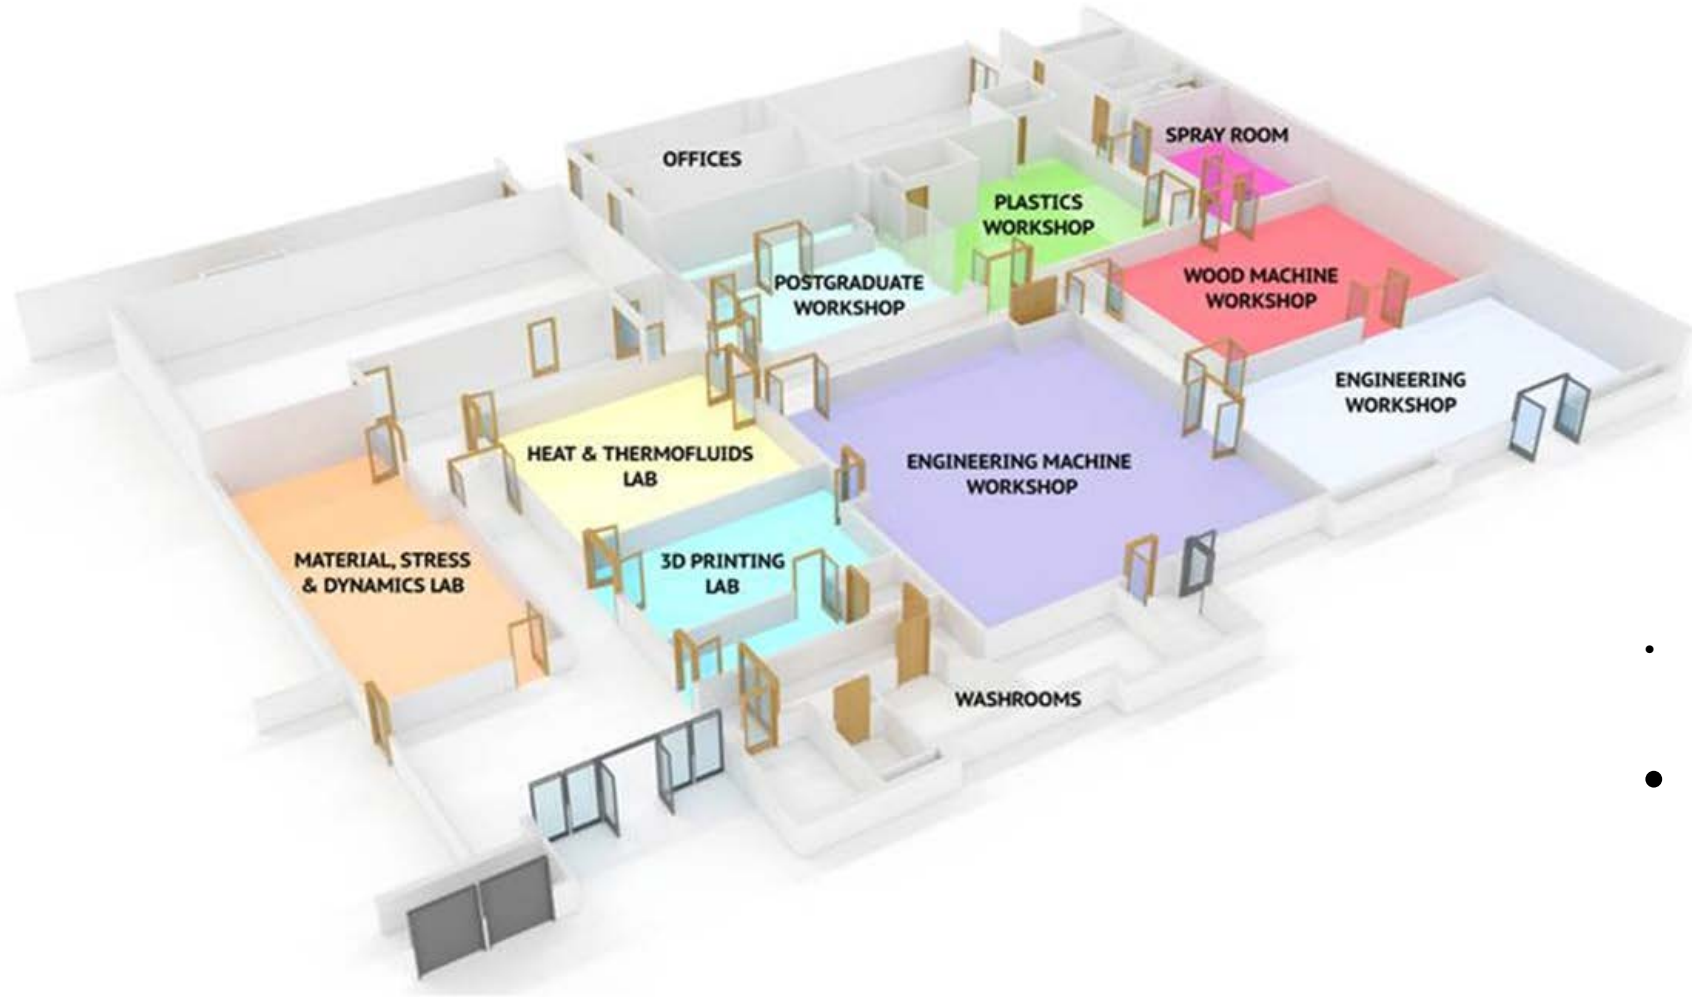 SPRAY ROOM
OFFICES
PLASTICS
WORKSHOP
POSTGRADUATE
WORKSHOP
WOOD MACHINE
WORKSHOP
ENGINEERING
WORKSHOP
HEAT & THERMOFLUIDS
LAB
ENGINEERING MACHINE
WORKSHOP
MATERIAL, STRESS
& DYNAMICS LAB
3D PRINTING
LAB
WASHROOMS